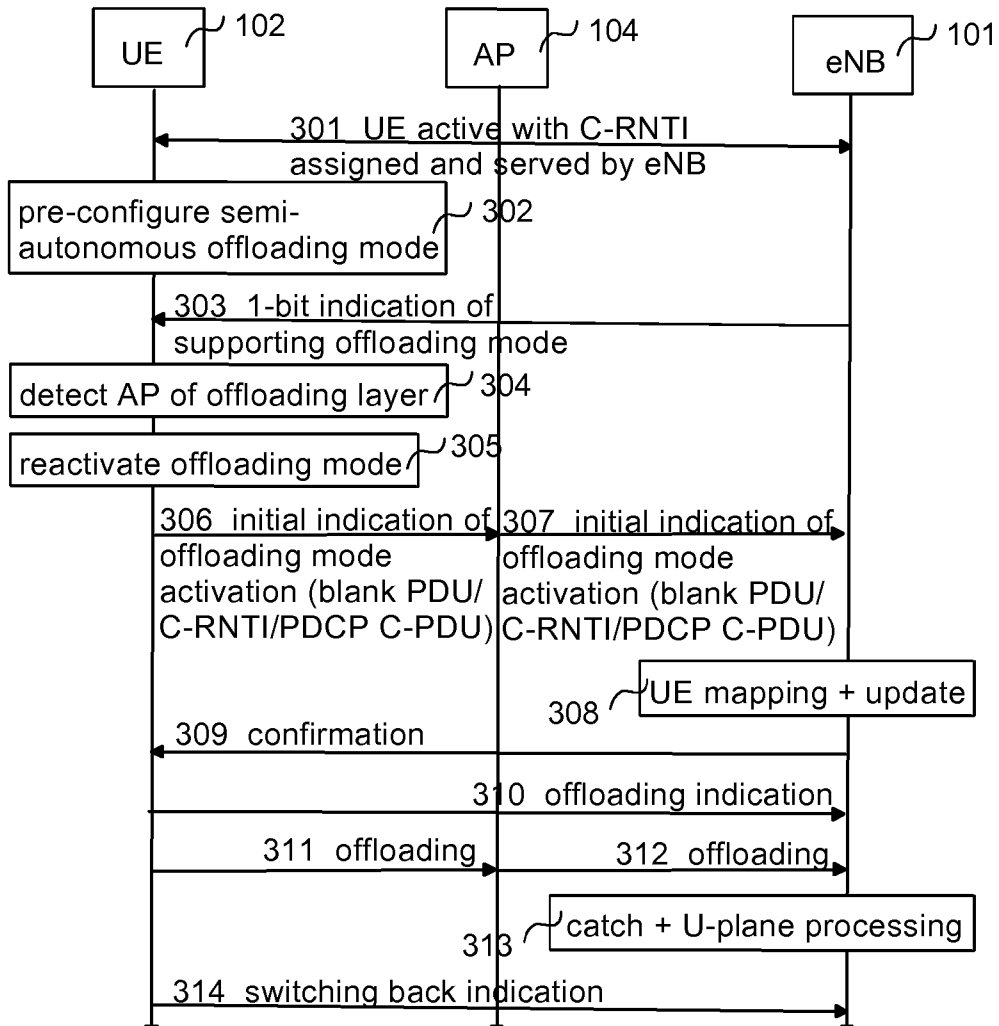 UE
102
AP
104
eNB
101
301 UE active with C-RNTI
assigned and served by eNB
pre-configure semi-
autonomous offloading mode
302
303 1-bit indication of
supporting offloading mode
detect AP of offloading layer
304
reactivate offloading mode
305
306 initial indication of
offloading mode
activation (blank PDU/
C-RNTI/PDCP C-PDU)
307 initial indication of
offloading mode
activation (blank PDU/
C-RNTI/PDCP C-PDU)
308
UE mapping + update
309 confirmation
310 offloading indication
311 offloading
312 offloading
313
catch + U-plane processing
314 switching back indication